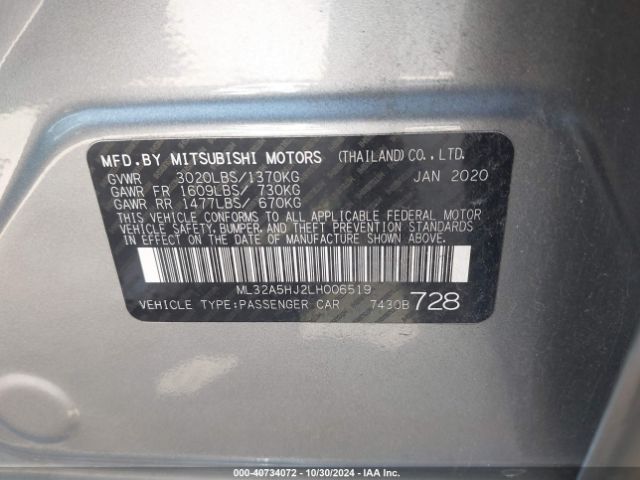 MFD.BY MITSUBISHI MOTORS (THAILAND)CO.,LTD.
GVWR 3020LBS/1370KG JAN 2020
GAWR FR 1609LBS/ 730KG
GAWR RR 1477LBS/ 670KG
THIS VEHICLE CONFORMS TO ALL APPLICABLE FEDERAL MOTOR
VEHICLE SAFETY, BUMPER, AND THEFT PREVENTION STANDARDS
IN EFFECT ON THE DATE OF MANUFACTURE SHOWN ABOVE.
ML32A5HJ2LH006519
VEHICLE TYPE:PASSENGER CAR 7430B 728
000-40734072 - 10/30/2024 - IAA Inc.